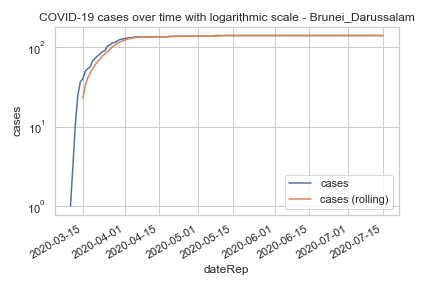 COVID-19 cases over time with logarithmic scale - Brunei_Darussalam
cases
10²
10¹
10⁰
cases
cases (rolling)
2020-03-15
2020-04-01
2020-04-15
2020-05-01
2020-05-15
2020-06-01
2020-06-15
2020-07-01
2020-07-15
dateRep